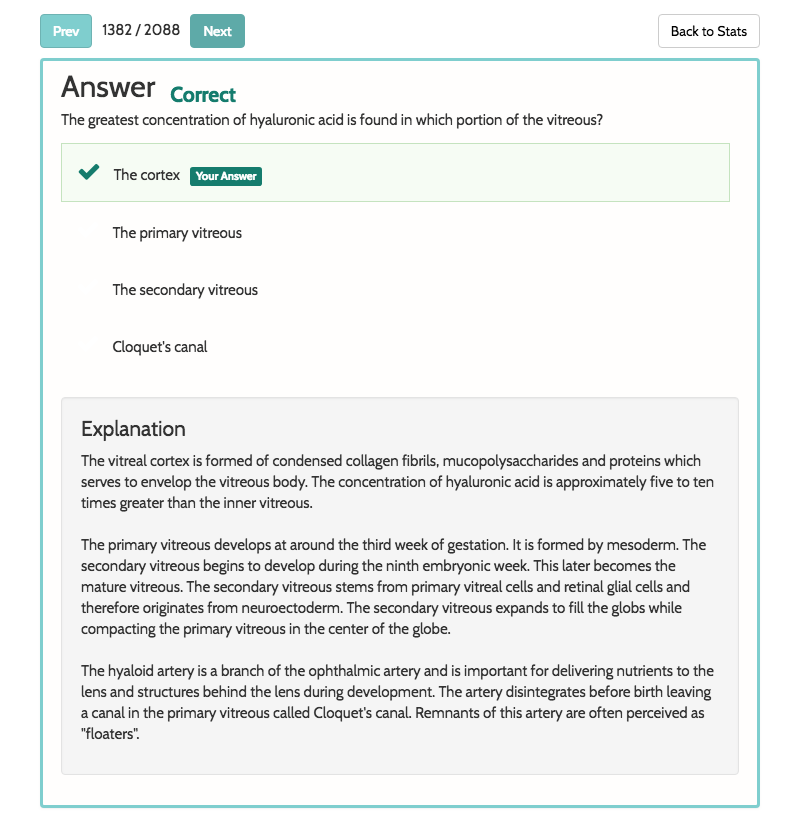 Prev 1382 / 2088 Next Back to Stats
Answer Correct
The greatest concentration of hyaluronic acid is found in which portion of the vitreous?
The cortex Your Answer
The primary vitreous
The secondary vitreous
Cloquet's canal
Explanation
The vitreal cortex is formed of condensed collagen fibrils, mucopolysaccharides and proteins which
serves to envelop the vitreous body. The concentration of hyaluronic acid is approximately five to ten
times greater than the inner vitreous.
The primary vitreous develops at around the third week of gestation. It is formed by mesoderm. The
secondary vitreous begins to develop during the ninth embryonic week. This later becomes the
mature vitreous. The secondary vitreous stems from primary vitreal cells and retinal glial cells and
therefore originates from neuroectoderm. The secondary vitreous expands to fill the globs while
compacting the primary vitreous in the center of the globe.
The hyaloid artery is a branch of the ophthalmic artery and is important for delivering nutrients to the
lens and structures behind the lens during development. The artery disintegrates before birth leaving
a canal in the primary vitreous called Cloquet's canal. Remnants of this artery are often perceived as
"floaters".